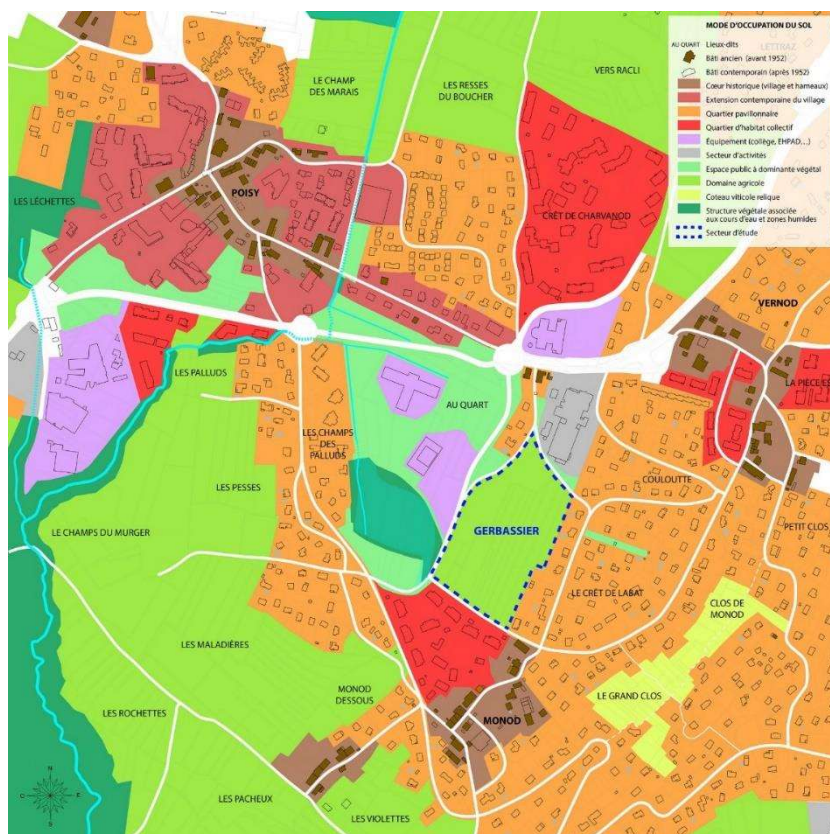 MODE D'OCCUPATION DU SOL
AU QUART Lieux-dits
Bâti ancien (avant 1952)
Bâti contemporain (après 1952)
Cœur historique (village et hameaux)
Extension contemporaine du village
Quartier pavillonnaire
Quartier d'habitat collectif
Équipement (collège, EHPAD,...)
Secteur d'activités
Espace public à dominante végétal
Domaine agricole
Coteau viticole relique
Structure végétale associée
aux cours d'eau et zones humides
Secteur d'étude
LETTRAZ
LE CHAMP
DES MARAIS
LES RESSES
DU BOUCHER
VERS RACLI
POISY
LES LÉCHETTES
CRÊT DE CHARVANOD
VERNOD
LES PALLUDS
AU QUART
LES CHAMPS
DES
PALLUDS
LES PESSES
COULOUTTE
LE CHAMPS DU MURGER
GERBASSIER
PETIT CLOS
LE CRÊT DE LABAT
CLOS DE
MONOD
LES MALADIÈRES
MONOD
DESSOUS
LE GRAND CLOS
LES ROCHETTES
MONOD
LES PACHEUX
LES VIOLETTES
N
O
E
S